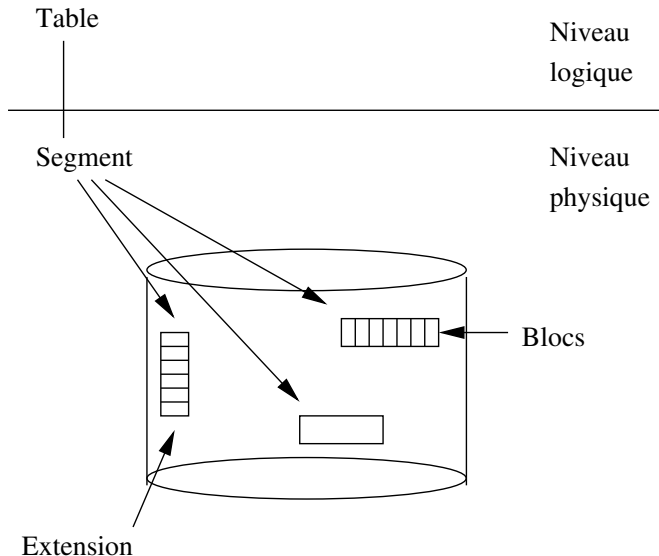 Table
Niveau
logique
Segment
Niveau
physique
Blocs
Extension